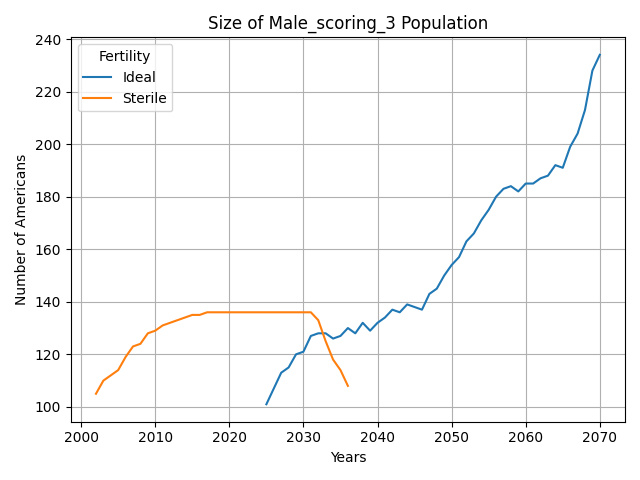 Size of Male_scoring_3 Population
Number of Americans
240
220
200
180
160
140
120
100
Fertility
Ideal
Sterile
2000 2010 2020 2030 2040 2050 2060 2070
Years